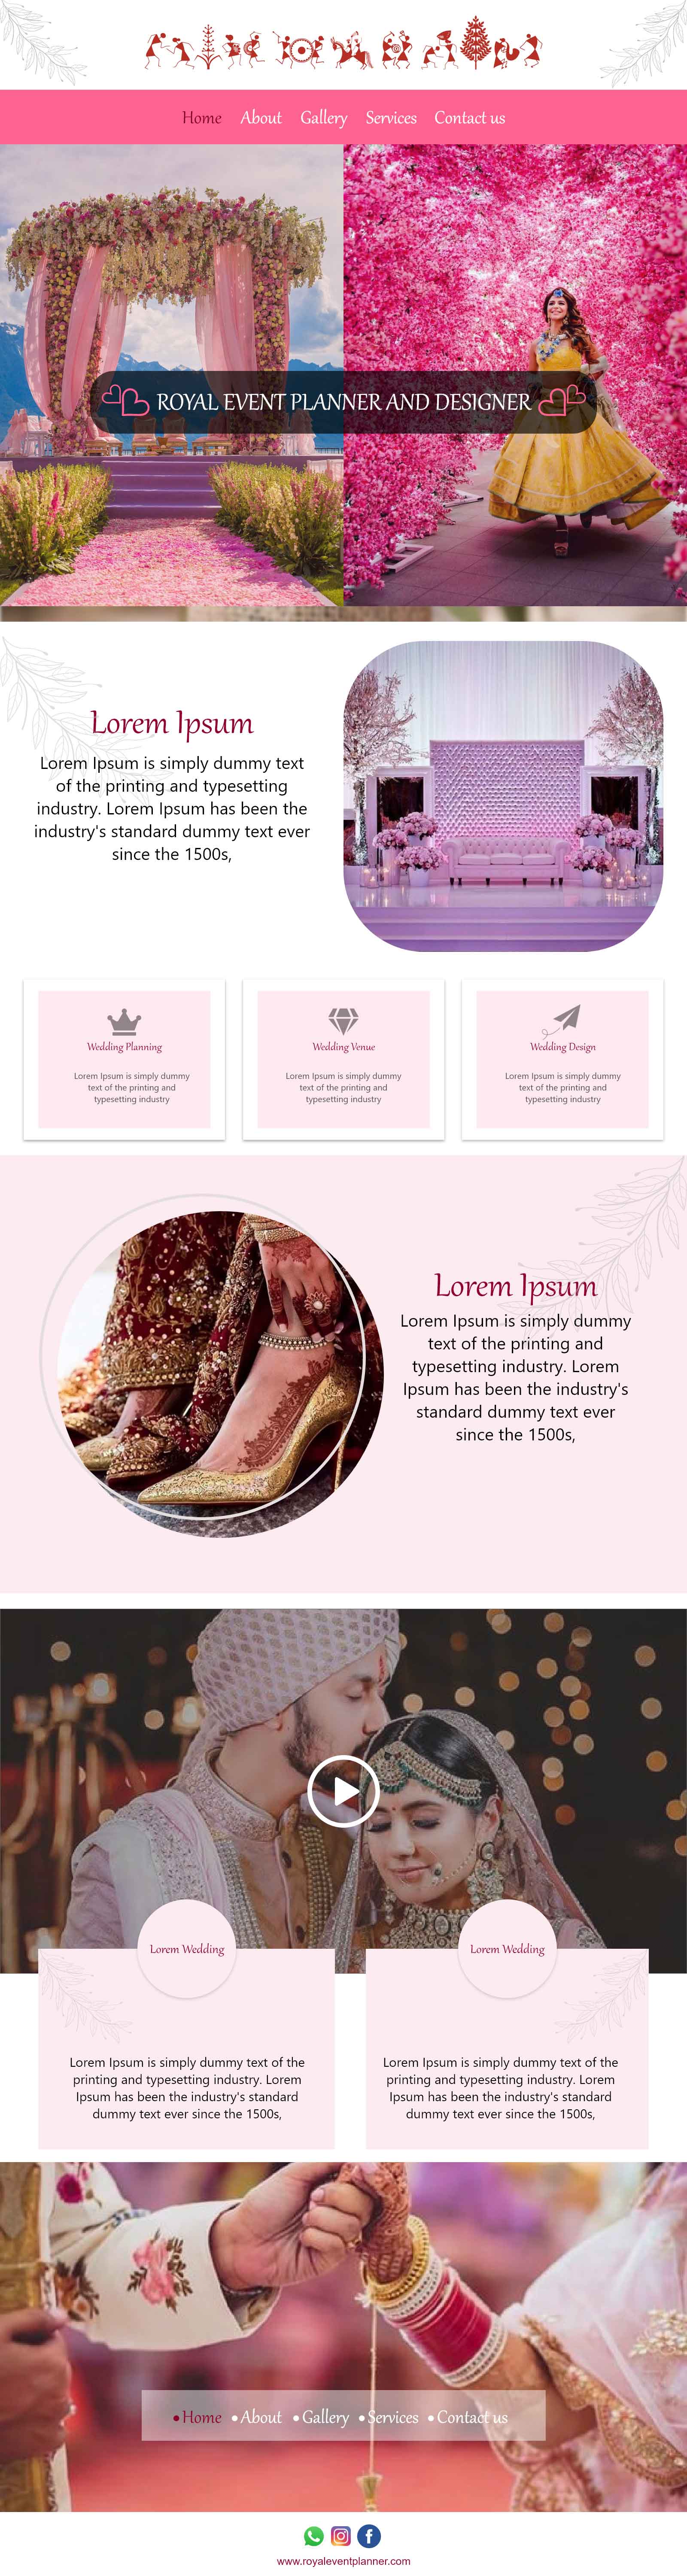 Home About Gallery Services Contact us
ROYAL EVENT PLANNER AND DESIGNER
Lorem Ipsum
Lorem Ipsum is simply dummy text
of the printing and typesetting
industry. Lorem Ipsum has been the
industry's standard dummy text ever
since the 1500s,
Wedding Planning
Lorem Ipsum is simply dummy
text of the printing and
typesetting industry
Wedding Venue
Lorem Ipsum is simply dummy
text of the printing and
typesetting industry
Wedding Design
Lorem Ipsum is simply dummy
text of the printing and
typesetting industry
Lorem Ipsum
Lorem Ipsum is simply dummy
text of the printing and
typesetting industry. Lorem
Ipsum has been the industry's
standard dummy text ever
since the 1500s,
Lorem Wedding
Lorem Ipsum is simply dummy text of the
printing and typesetting industry. Lorem
Ipsum has been the industry's standard
dummy text ever since the 1500s,
Lorem Wedding
Lorem Ipsum is simply dummy text of the
printing and typesetting industry. Lorem
Ipsum has been the industry's standard
dummy text ever since the 1500s,
• Home • About • Gallery • Services • Contact us
www.royaleventplanner.com